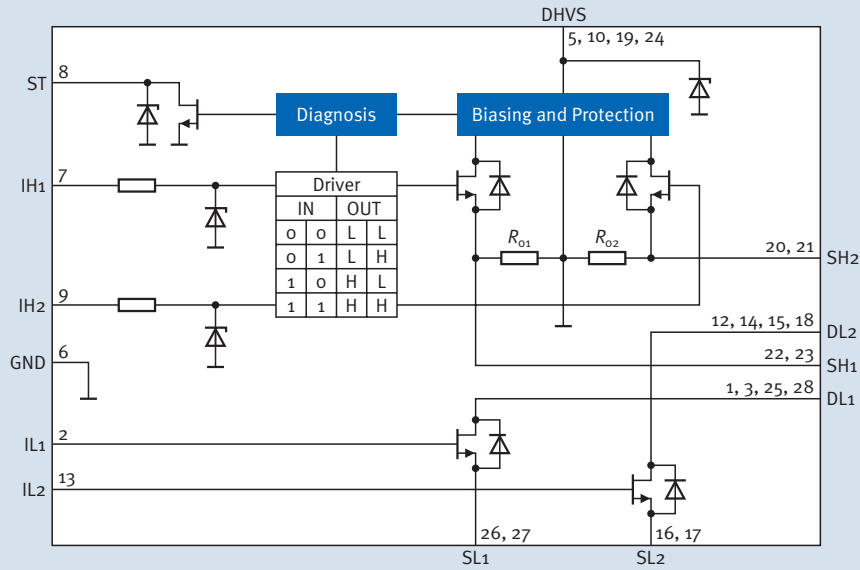 DHVS
5, 10, 19, 24
ST
8
Diagnosis
Biasing and Protection
IH1
7
Driver
IN OUT
0 0 L L
0 1 L H
1 0 H L
1 1 H H
R01
R02
20, 21
SH2
IH2
9
12, 14, 15, 18
DL2
GND
6
22, 23
SH1
1, 3, 25, 28
DL1
IL1
2
IL2
13
26, 27
16, 17
SL1
SL2